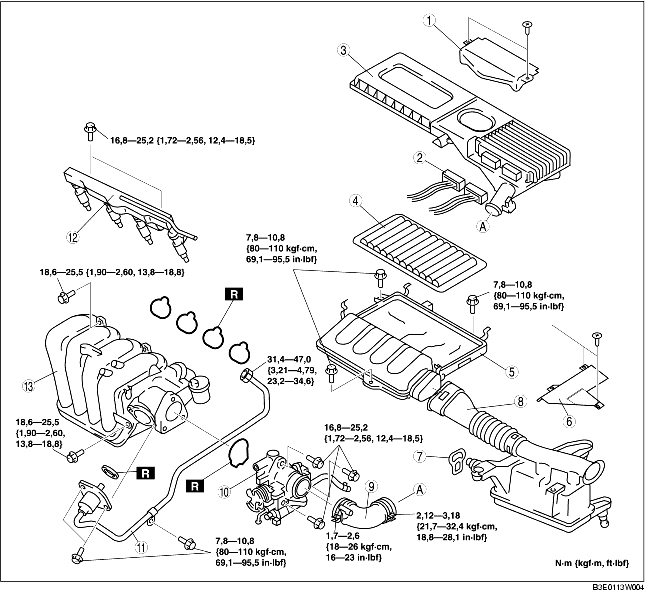 1
3
16,8—25,2 {1,72—2,56, 12,4—18,5}
2
A
4
12
7,8—10,8
{80—110 kgf·cm,
69,1—95,5 in·lbf}
18,6—25,5 {1,90—2,60, 13,8—18,8}
R
7,8—10,8
{80—110 kgf·cm,
69,1—95,5 in·lbf}
31,4—47,0
{3,21—4,79,
23,2—34,6}
5
13
8
6
18,6—25,5
{1,90—2,60,
13,8—18,8}
16,8—25,2
{1,72—2,56, 12,4—18,5}
7
R
R
10
9
A
2,12—3,18
{21,7—32,4 kgf·cm,
18,8—28,1 in·lbf}
11
7,8—10,8
{80—110 kgf·cm,
69,1—95,5 in·lbf}
1,7—2,6
{18—26 kgf·cm,
16—23 in·lbf}
N·m {kgf·m, ft·lbf}
B3E0113W004